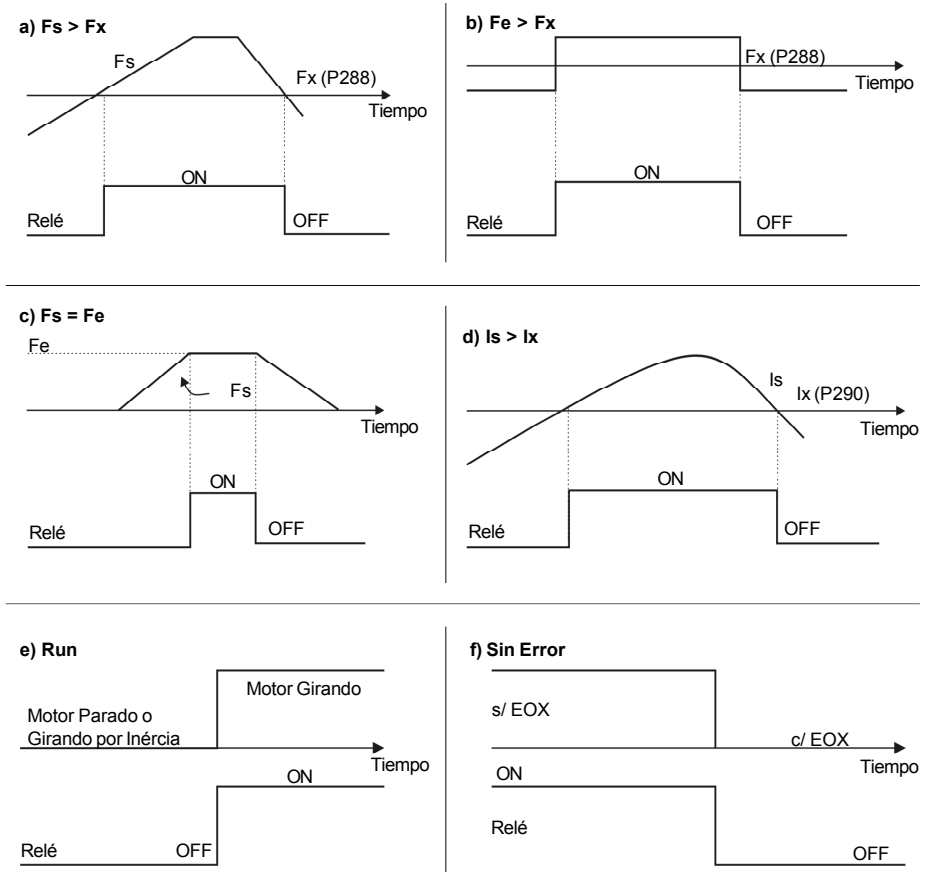 a) Fs > Fx
Fs
Fx (P288)
Tiempo
ON
Relé
OFF
b) Fe > Fx
Fx (P288)
Tiempo
ON
Relé
OFF
c) Fs = Fe
Fe
Fs
Tiempo
ON
Relé
OFF
d) Is > Ix
Is
Ix (P290)
Tiempo
ON
Relé
OFF
e) Run
Motor Girando
Motor Parado o
Girando por Inércia
Tiempo
ON
Relé
OFF
f) Sin Error
s/ EOX
c/ EOX
Tiempo
ON
Relé
OFF